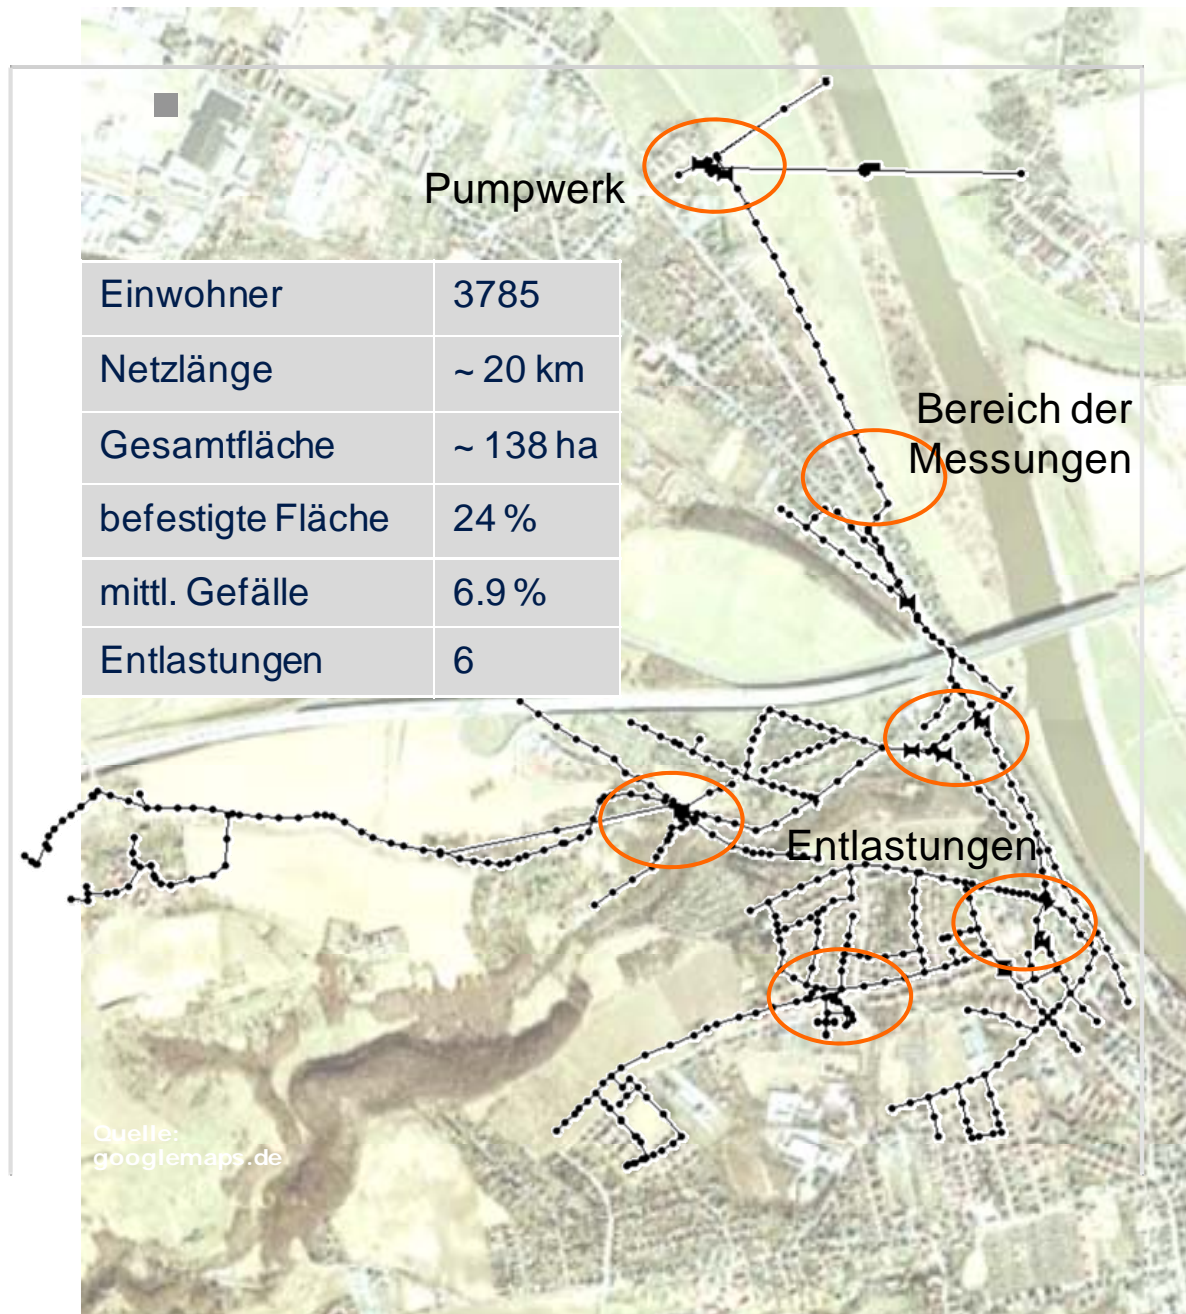 Pumpwerk
Einwohner 3785
Netzlänge ~ 20 km
Gesamtfläche ~ 138 ha
befestigte Fläche 24 %
mittl. Gefälle 6.9 %
Entlastungen 6
Bereich der
Messungen
Entlastungen
Quelle:
googlemaps.de